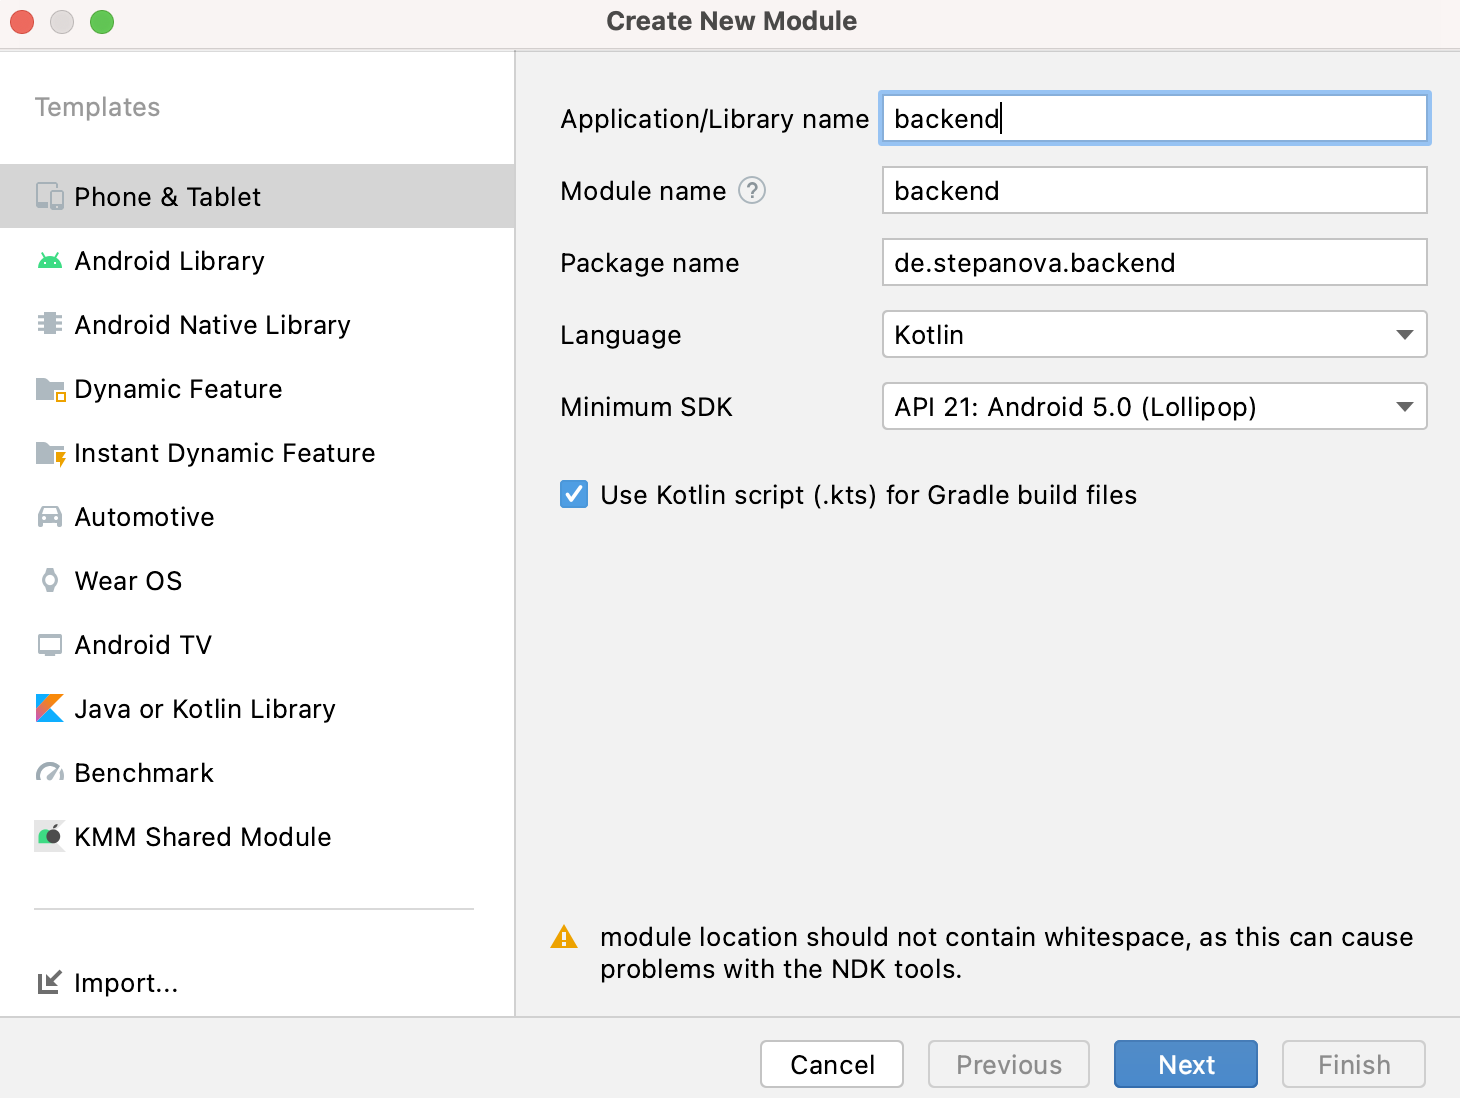 Create New Module
Templates
Phone & Tablet
Android Library
Android Native Library
Dynamic Feature
Instant Dynamic Feature
Automotive
Wear OS
Android TV
Java or Kotlin Library
Benchmark
KMM Shared Module
Import...
Application/Library name backend
Module name ? backend
Package name de.stepanova.backend
Language Kotlin
Minimum SDK API 21: Android 5.0 (Lollipop)
Use Kotlin script (.kts) for Gradle build files
module location should not contain whitespace, as this can cause
problems with the NDK tools.
Cancel Previous Next Finish